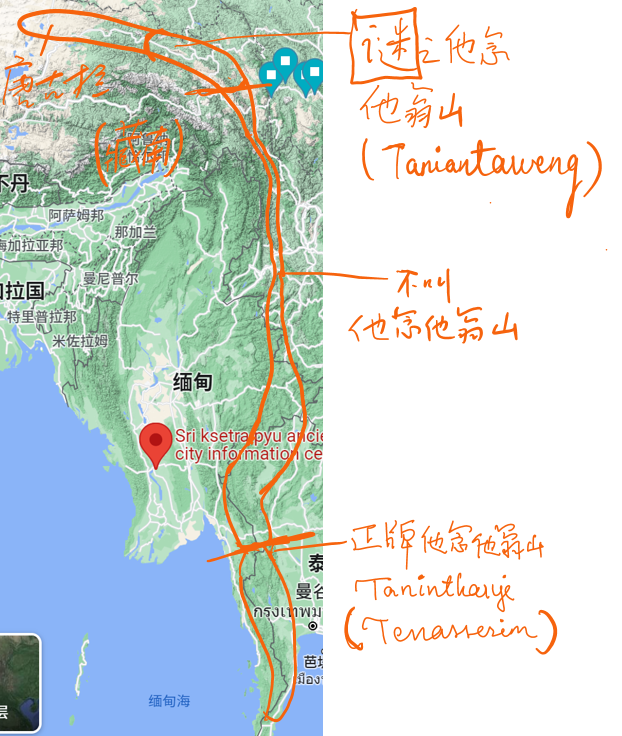 谜之他念
他翁山
(Taniantaweng)
唐古拉
(藏南)
不丹
阿萨姆邦
那加兰
梅加拉亚邦
加拉国
曼尼普尔
特里普拉邦
米佐拉姆
不叫
他念他翁山
缅甸
Sri ksetra pyu ancie
city information ce
正版他念他翁山
Tanintharyi
(Tenasserim)
泰
曼谷
กรุงเทพม
芭堤
เมือง
缅甸海
层